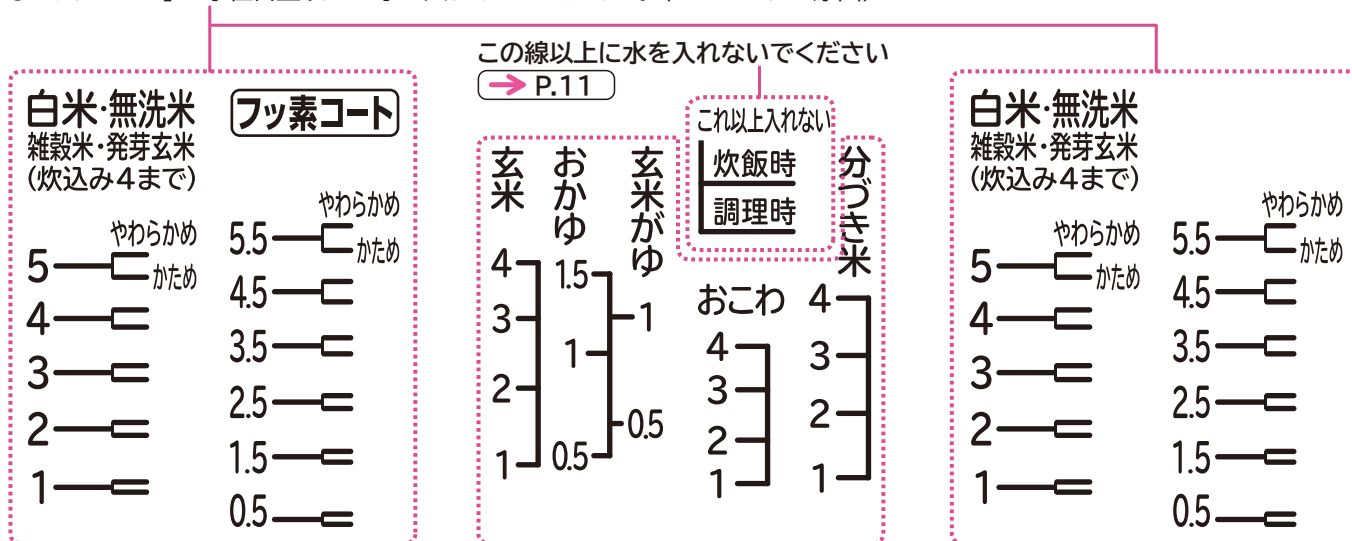 この線以上に水を入れないでください
→ P.11
白米・無洗米
雑穀米・発芽玄米
(炊込み4まで)
フッ素コート
やわらかめ
かため
5
4
3
2
1
やわらかめ
かため
5.5
4.5
3.5
2.5
1.5
0.5
玄米
4
3
2
1
おかゆ
1.5
1
0.5
玄米がゆ
1
0.5
これ以上入れない
炊飯時
調理時
おこわ
4
3
2
1
分づき米
4
3
2
1
白米・無洗米
雑穀米・発芽玄米
(炊込み4まで)
やわらかめ
かため
5
4
3
2
1
やわらかめ
かため
5.5
4.5
3.5
2.5
1.5
0.5